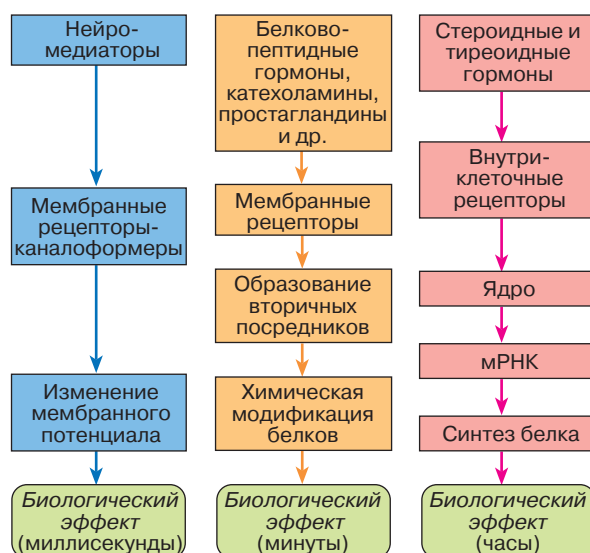 Нейро-
медиаторы
Мембранные
рецепторы-
каналоформеры
Изменение
мембранного
потенциала
Биологический
эффект
(миллисекунды)
Белково-
пептидные
гормоны,
катехоламины,
простагландины
и др.
Мембранные
рецепторы
Образование
вторичных
посредников
Химическая
модификация
белков
Биологический
эффект
(минуты)
Стероидные и
тиреоидные
гормоны
Внутри-
клеточные
рецепторы
Ядро
мРНК
Синтез белка
Биологический
эффект
(часы)